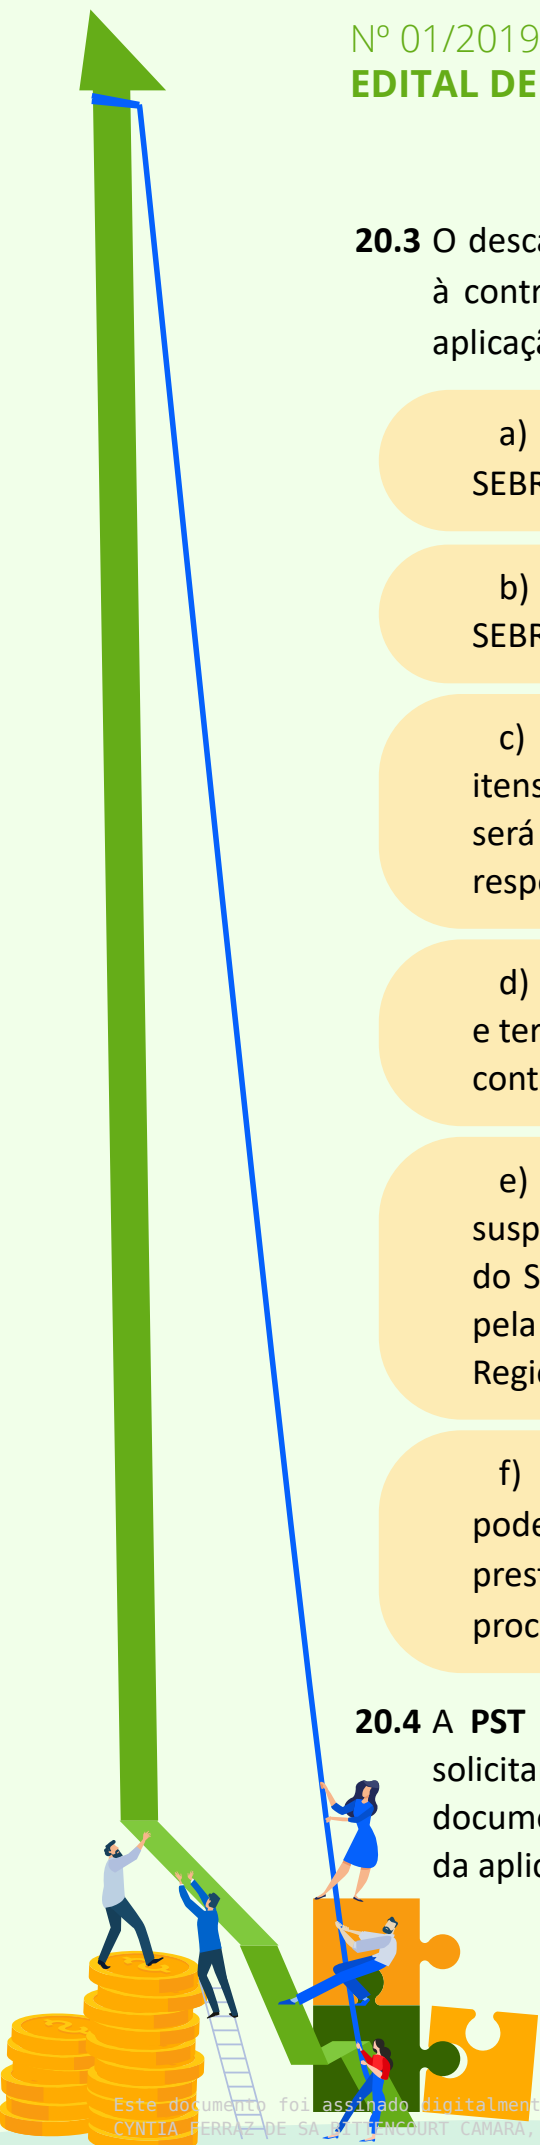 Nº 01/2019
EDITAL DE
20.3 O desca
à contr
aplicaçã
a)
SEBR
b)
SEBR
c)
itens
será
respo
d)
e ter
cont
e)
susp
do S
pela
Regio
f)
pode
prest
proc
20.4 A PST
solicita
docume
da aplic
Este documento foi assinado digitalment
CYNTIA FERRAZ DE SA BITTENCOURT CAMARA,